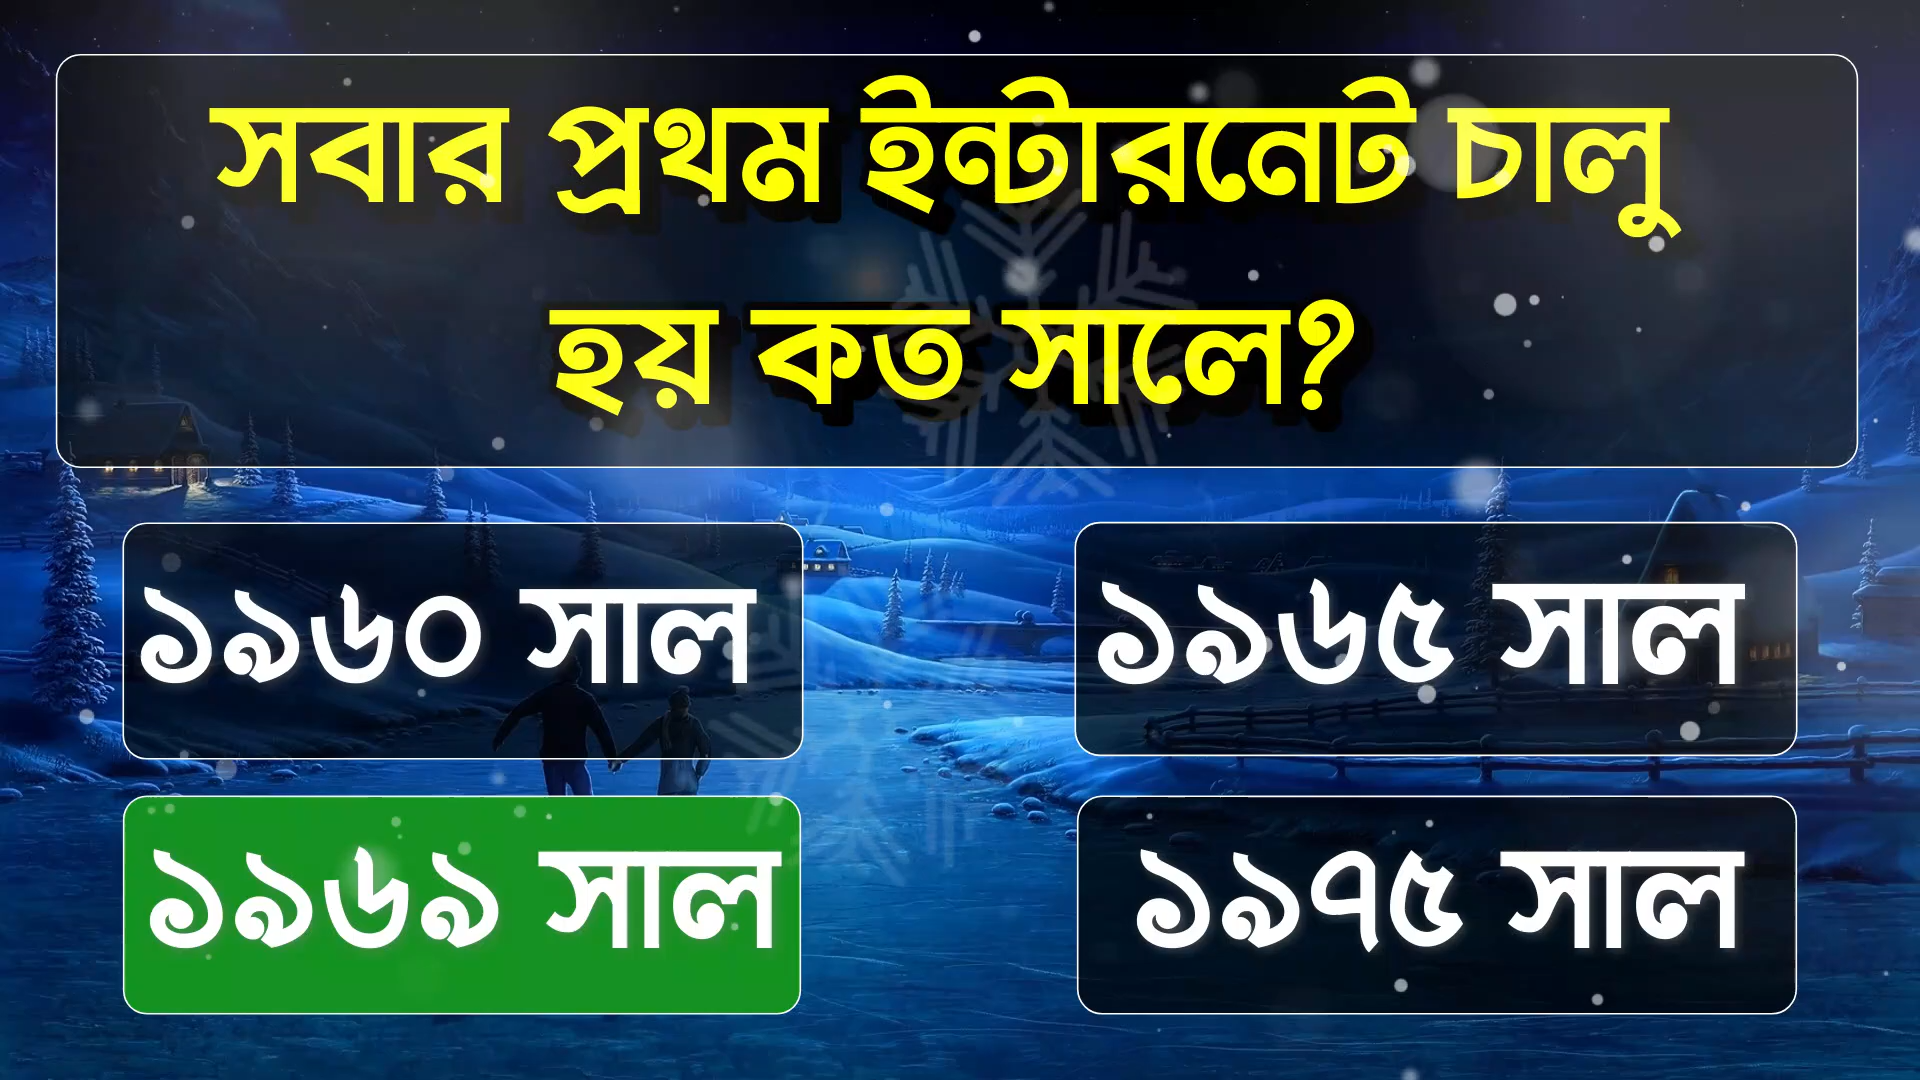 সবার প্রথম ইন্টারনেট চালু
হয় কত সালে?
১৯৬০ সাল
১৯৬৫ সাল
১৯৬৯ সাল
১৯৭৫ সাল